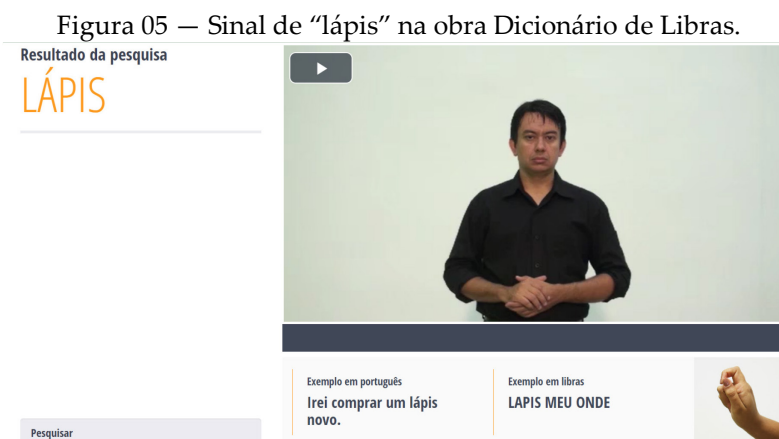 Figura 05 — Sinal de “lápis” na obra Dicionário de Libras.
Resultado da pesquisa
LÁPIS
Exemplo em português
Irei comprar um lápis
novo.
Exemplo em libras
LAPIS MEU ONDE
Pesquisar